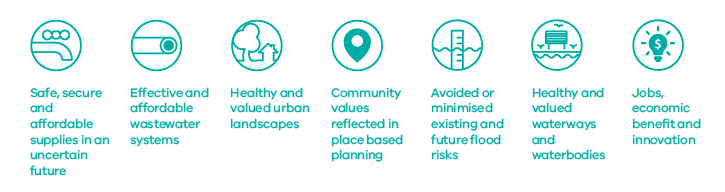 Safe, secure
and
affordable
supplies in an
uncertain
future
Effective and
affordable
wastewater
systems
Healthy and
valued urban
landscapes
Community
values
reflected in
place based
planning
Avoided or
minimised
existing and
future flood
risks
Healthy and
valued
waterways
and
waterbodies
$
Jobs,
economic
benefit and
innovation